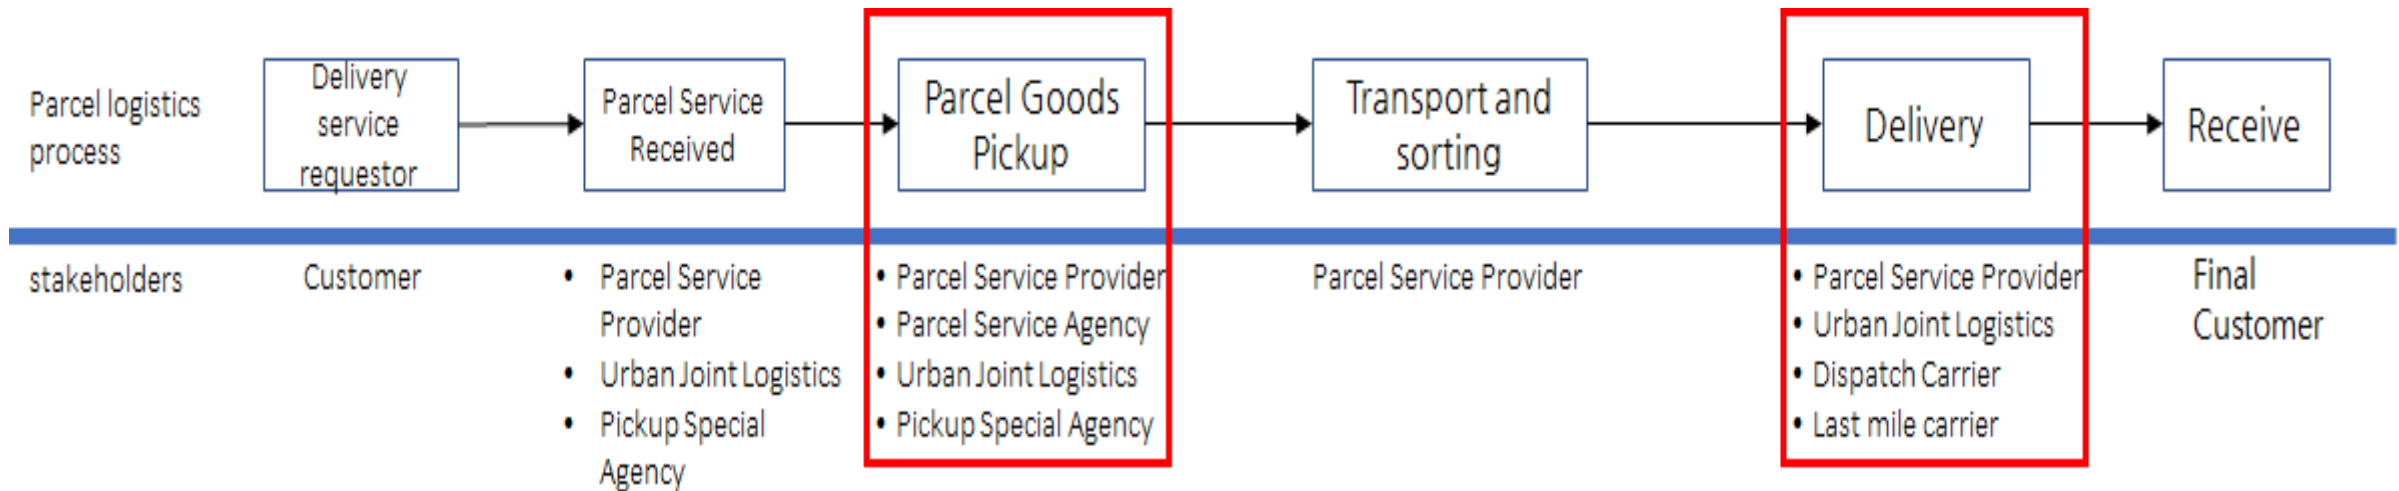 Parcel logistics
process
Delivery
service
requestor
Parcel Service
Received
Parcel Goods
Pickup
Transport and
sorting
Delivery
Receive
stakeholders
Customer
• Parcel Service
Provider
• Urban Joint Logistics
• Pickup Special
Agency
• Parcel Service Provider
• Parcel Service Agency
• Urban Joint Logistics
• Pickup Special Agency
Parcel Service Provider
• Parcel Service Provider
• Urban Joint Logistics
• Dispatch Carrier
• Last mile carrier
Final
Customer